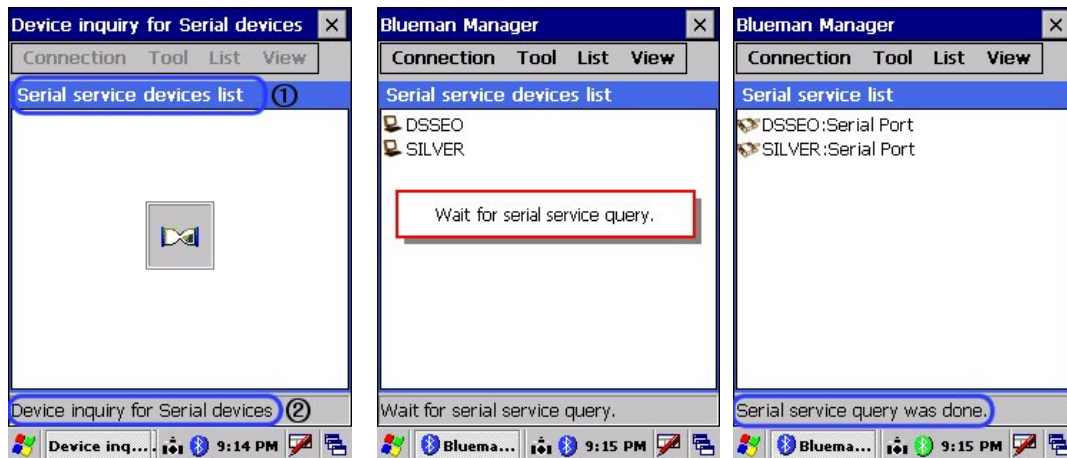 Device inquiry for Serial devices
Connection Tool List View
Serial service devices list ①
Device inquiry for Serial devices ②
Device inq.... 9:14 PM
Blueman Manager
Connection Tool List View
Serial service devices list
DSSEO
SILVER
Wait for serial service query.
Wait for serial service query.
Bluema... 9:15 PM
Blueman Manager
Connection Tool List View
Serial service list
DSSEO:Serial Port
SILVER:Serial Port
Serial service query was done.
Bluema... 9:15 PM